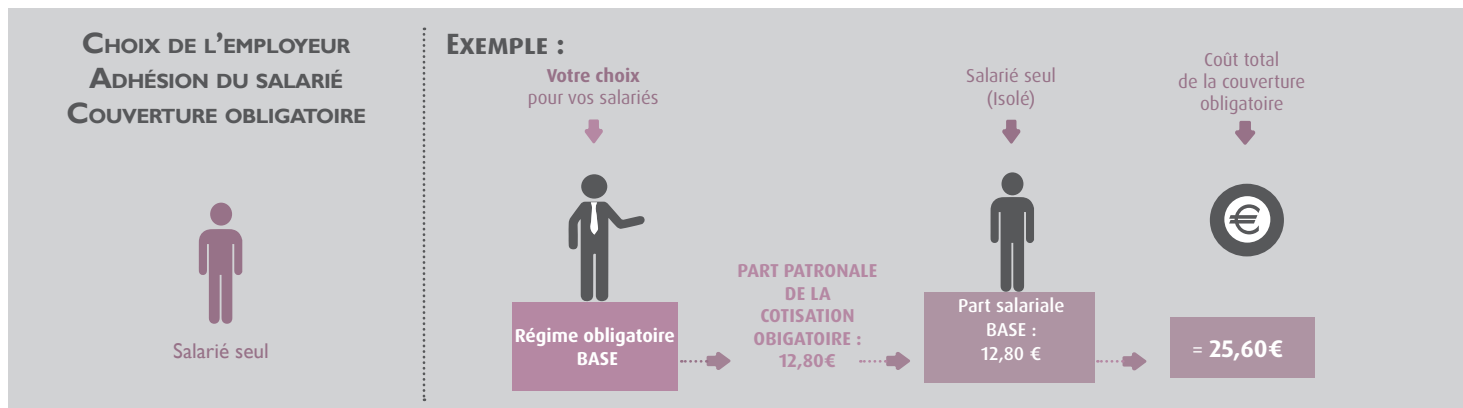 CHOIX DE L'EMPLOYEUR
ADHÉSION DU SALARIÉ
COUVERTURE OBLIGATOIRE
Salarié seul
EXEMPLE :
Votre choix
pour vos salariés
Régime obligatoire
BASE
PART PATRONALE
DE LA
COTISATION
OBIGATOIRE :
12,80€
Salarié seul
(Isolé)
Part salariale
BASE :
12,80 €
Coût total
de la couverture
obligatoire
€
= 25,60€